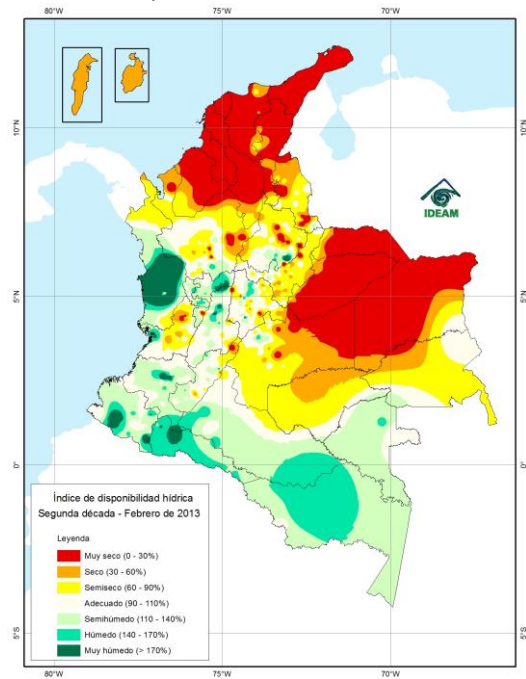 80°W 75°W 70°W
10°N
IDEAM
5°N 5°N
0° 0°
5°S 5°S
Índice de disponibilidad hídrica
Segunda década - Febrero de 2013
Leyenda
Muy seco (0 - 30%)
Seco (30 - 60%)
Semiseco (60 - 90%)
Adecuado (90 - 110%)
Semihúmedo (110 - 140%)
Húmedo (140 - 170%)
Muy húmedo (> 170%)
80°W 75°W 70°W